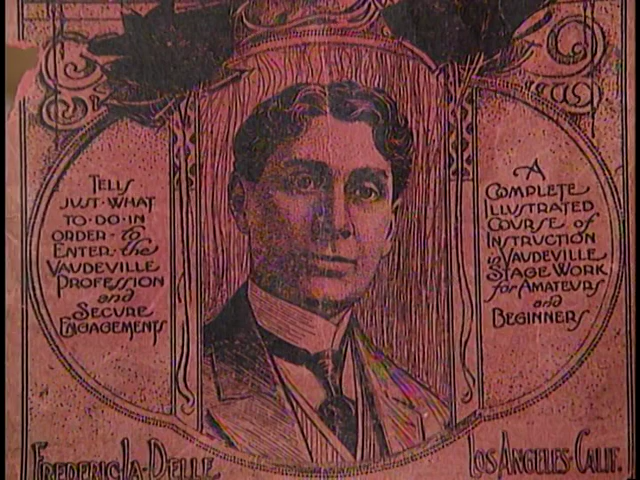 TELLS
JUST WHAT
TO·DO·IN
ORDER·to
ENTER·the
VAUDEVILLE
PROFESSION
and
SECURE
ENGAGEMENTS
A
COMPLETE
ILLUSTRATED
COURSE of
INSTRUCTION
in VAUDEVILLE
STAGE WORK
for AMATEURS
and
BEGINNERS
FREDERIC·LA·DELLE
LOS ANGELES·CALIF.